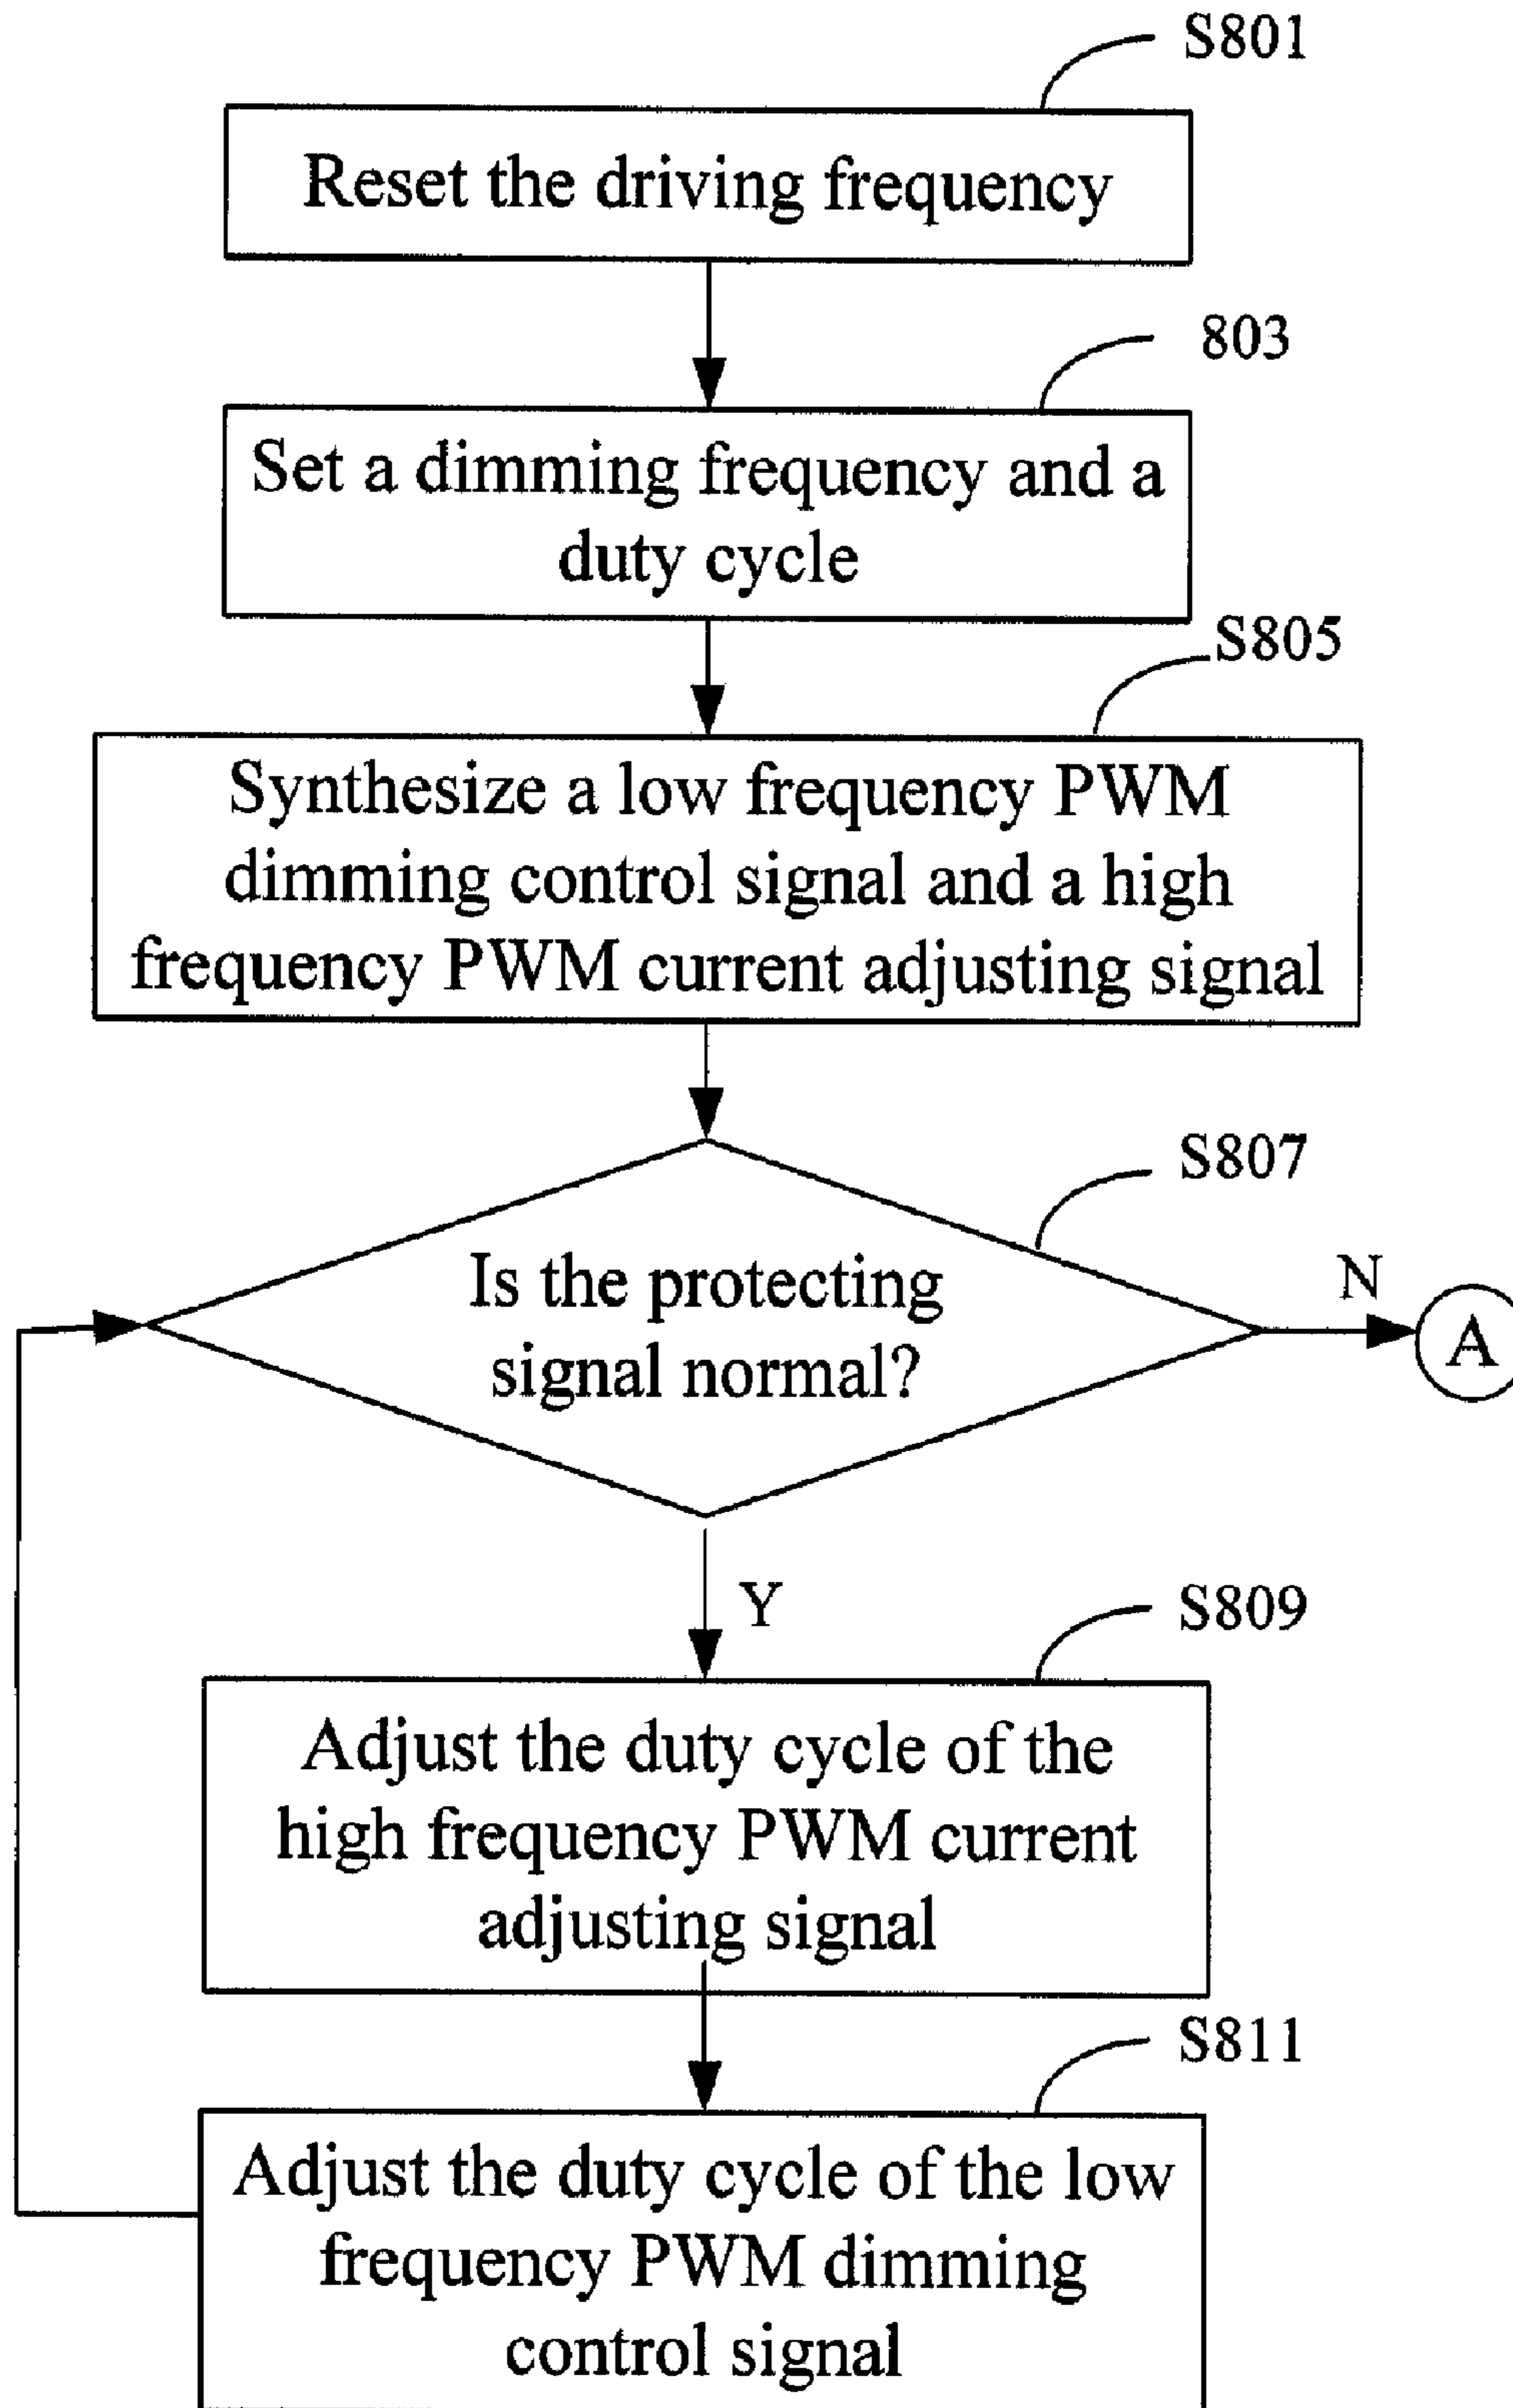 S801
Reset the driving frequency
803
Set a dimming frequency and a
duty cycle
S805
Synthesize a low frequency PWM
dimming control signal and a high
frequency PWM current adjusting signal
S807
Is the protecting
signal normal?
N
A
Y
S809
Adjust the duty cycle of the
high frequency PWM current
adjusting signal
S811
Adjust the duty cycle of the low
frequency PWM dimming
control signal